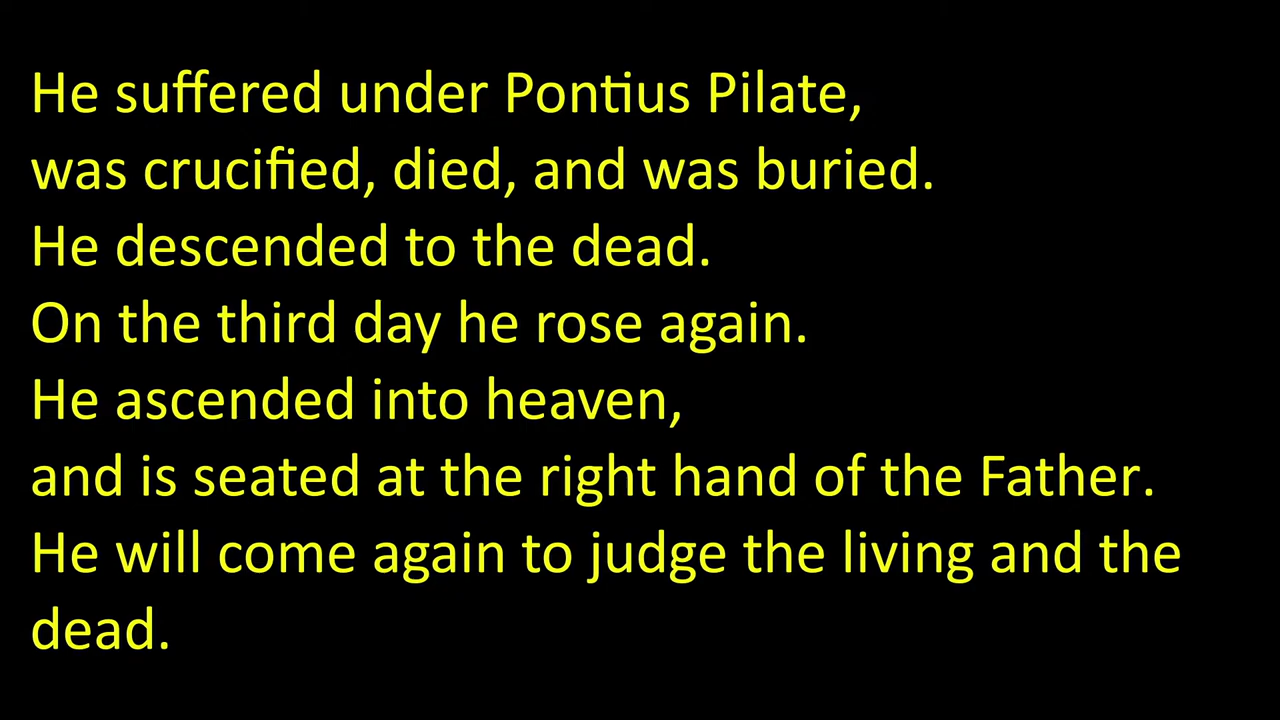 He suffered under Pontius Pilate,
was crucified, died, and was buried.
He descended to the dead.
On the third day he rose again.
He ascended into heaven,
and is seated at the right hand of the Father.
He will come again to judge the living and the
dead.